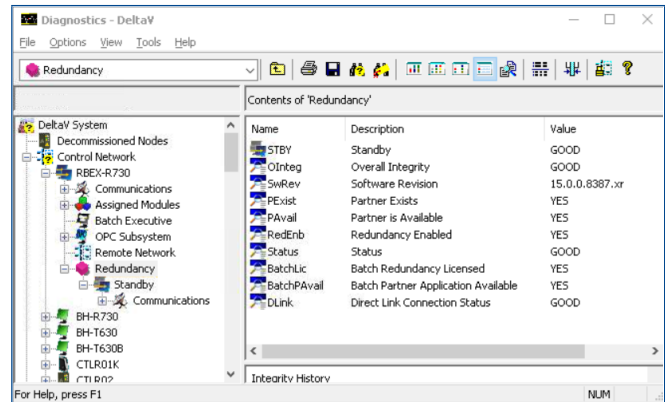 Diagnostics - DeltaV
File Options View Tools Help
Redundancy
Contents of 'Redundancy'
DeltaV System
Decommissioned Nodes
Control Network
RBEX-R730
Communications
Assigned Modules
Batch Executive
OPC Subsystem
Remote Network
Redundancy
Standby
Communications
BH-R730
BH-T630
BH-T630B
CTLR01K
CTLR02
Name Description Value
STBY Standby GOOD
OInteg Overall Integrity GOOD
SwRev Software Revision 15.0.0.8387.xr
PExist Partner Exists YES
PAvail Partner is Available YES
RedEnb Redundancy Enabled YES
Status Status GOOD
BatchLic Batch Redundancy Licensed YES
BatchPAvail Batch Partner Application Available YES
DLink Direct Link Connection Status GOOD
Integrity History
For Help, press F1
NUM